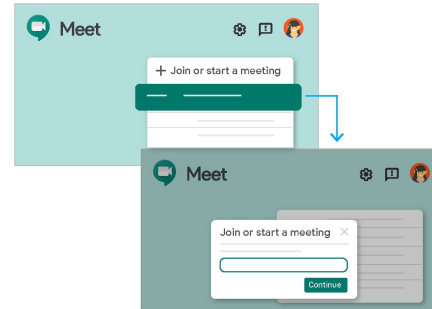 Meet
+ Join or start a meeting
Meet
Join or start a meeting
Continue